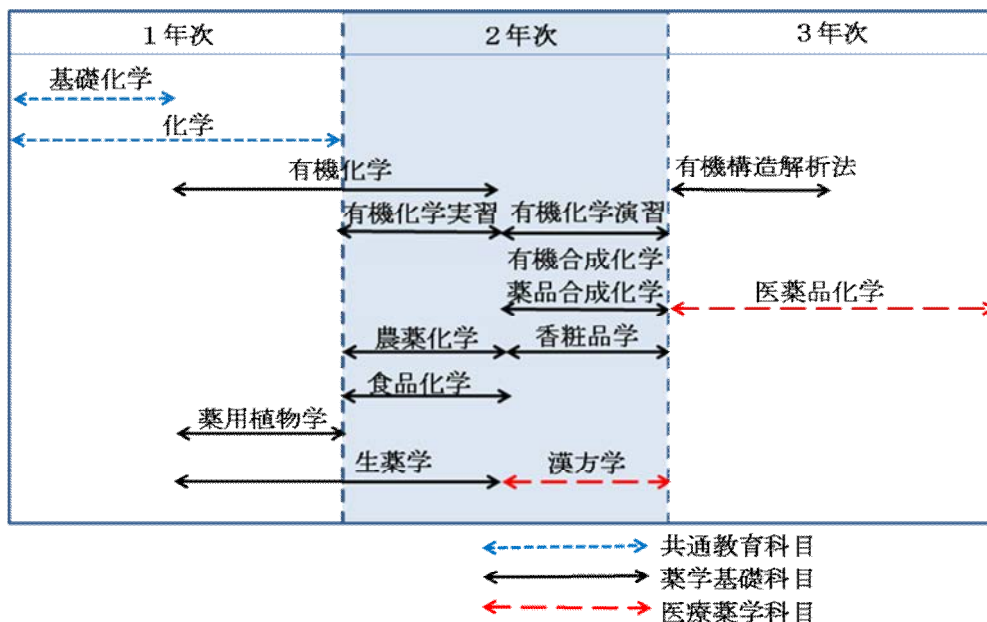 1年次 2年次 3年次
基礎化学
化学
有機化学 有機構造解析法
有機化学実習 有機化学演習
有機合成化学
薬品合成化学 医薬品化学
農薬化学 香粧品学
食品化学
薬用植物学
生薬学 漢方学
共通教育科目
薬学基礎科目
医療薬学科目